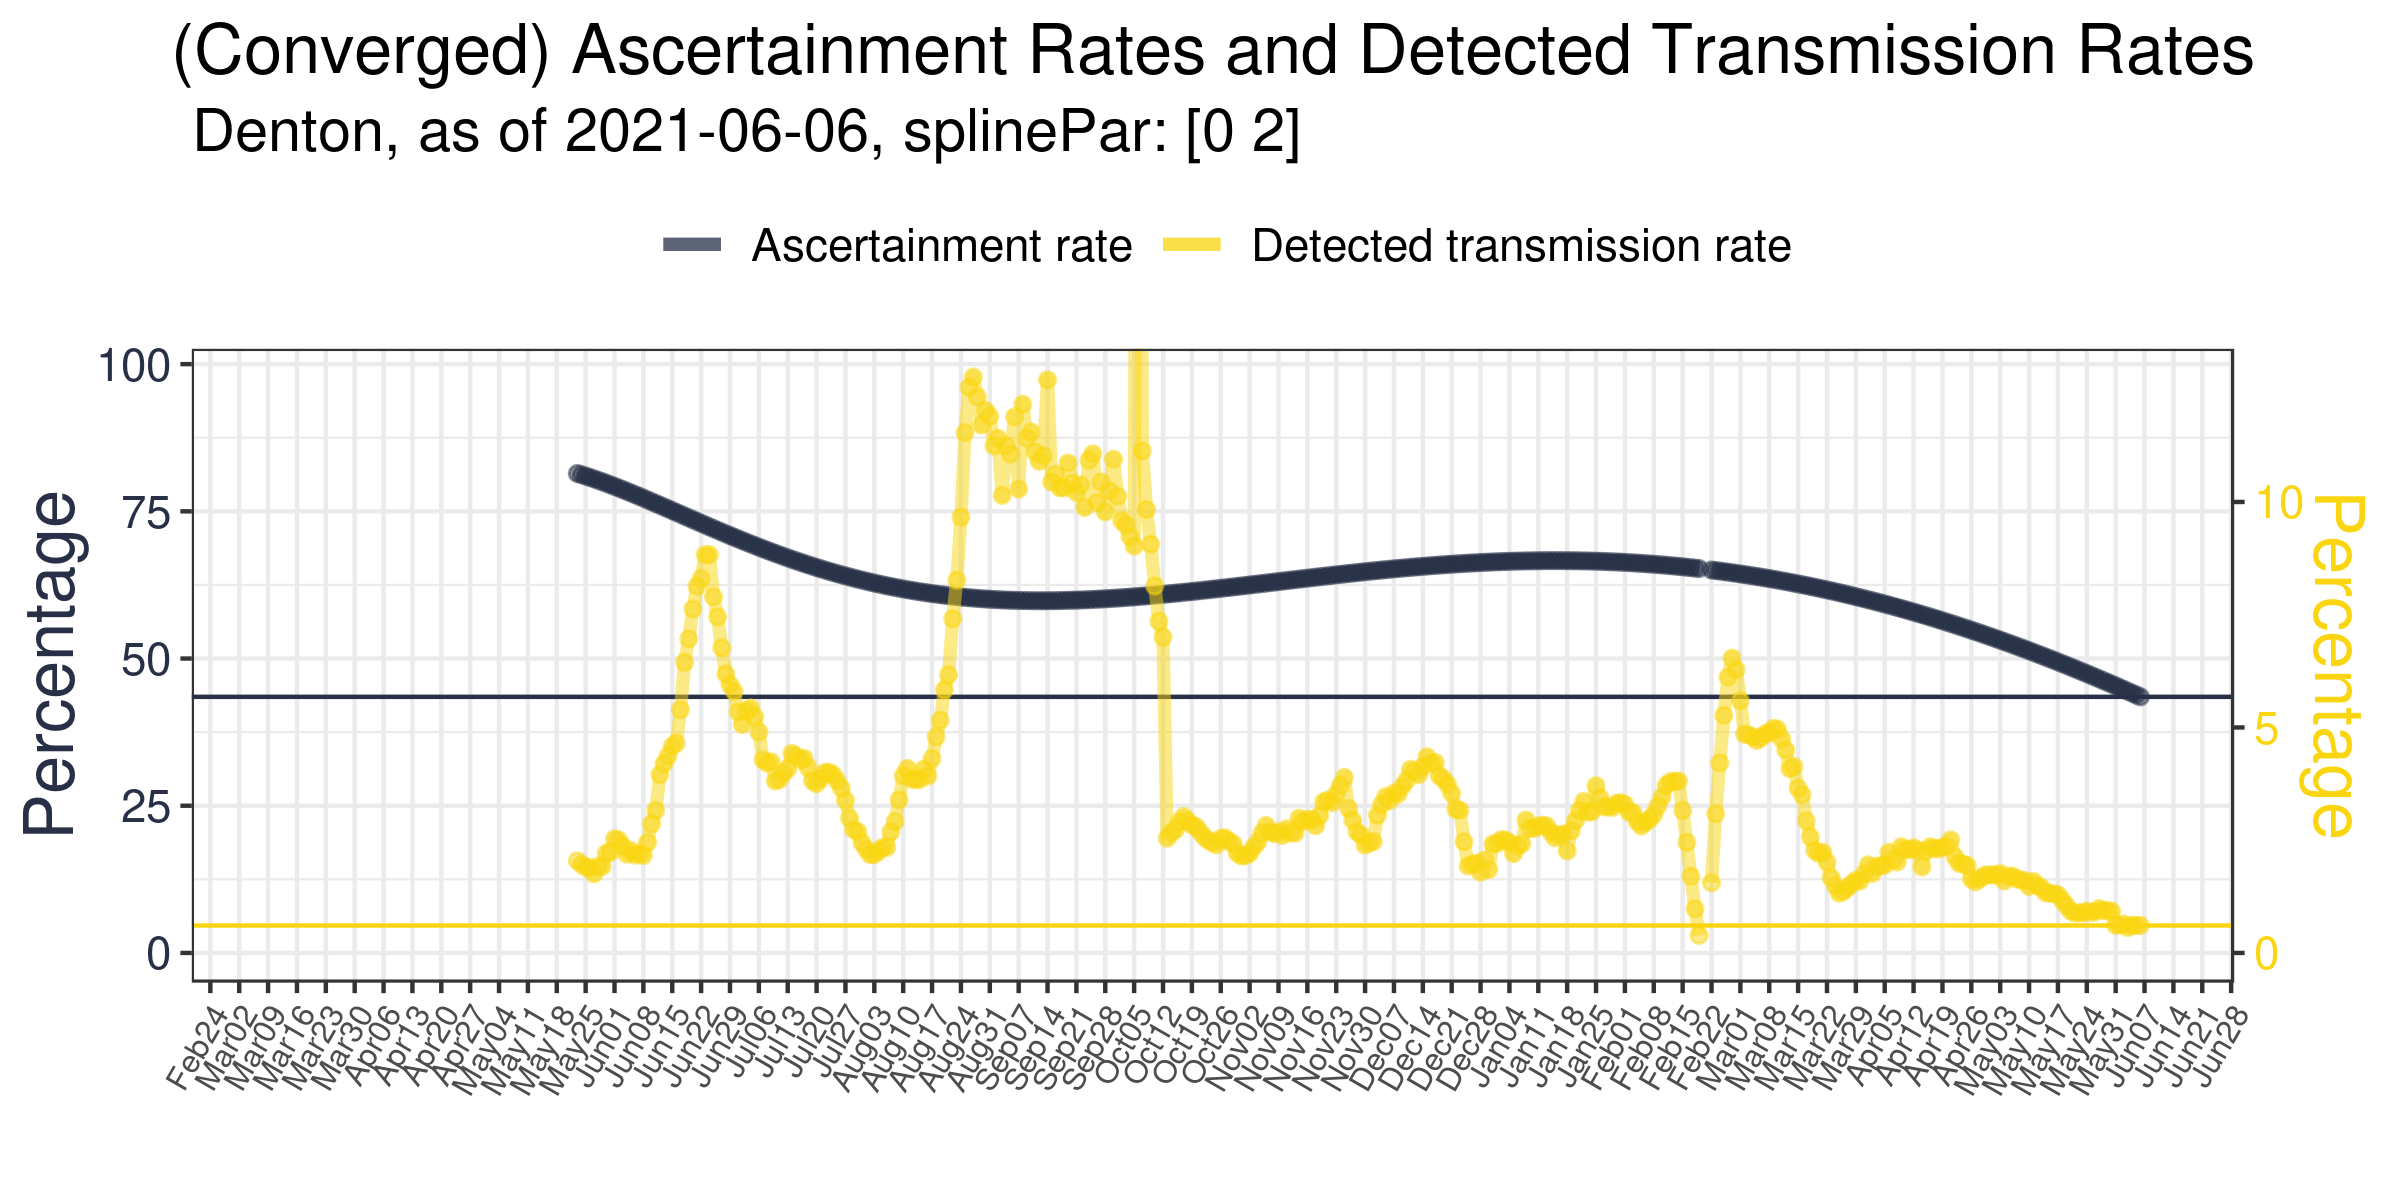 (Converged) Ascertainment Rates and Detected Transmission Rates
Denton, as of 2021-06-06, splinePar: [0 2]
Ascertainment rate
Detected transmission rate
Percentage
100
75
50
25
0
10
5
0
Percentage
Feb24
Mar02
Mar09
Mar16
Mar23
Mar30
Apr06
Apr13
Apr20
Apr27
May04
May11
May18
May25
Jun01
Jun08
Jun15
Jun22
Jun29
Jul06
Jul13
Jul20
Jul27
Aug03
Aug10
Aug17
Aug24
Aug31
Sep07
Sep14
Sep21
Sep28
Oct05
Oct12
Oct19
Oct26
Nov02
Nov09
Nov16
Nov23
Nov30
Dec07
Dec14
Dec21
Dec28
Jan04
Jan11
Jan18
Jan25
Feb01
Feb08
Feb15
Feb22
Mar01
Mar08
Mar15
Mar22
Mar29
Apr05
Apr12
Apr19
Apr26
May03
May10
May17
May24
May31
Jun07
Jun14
Jun21
Jun28